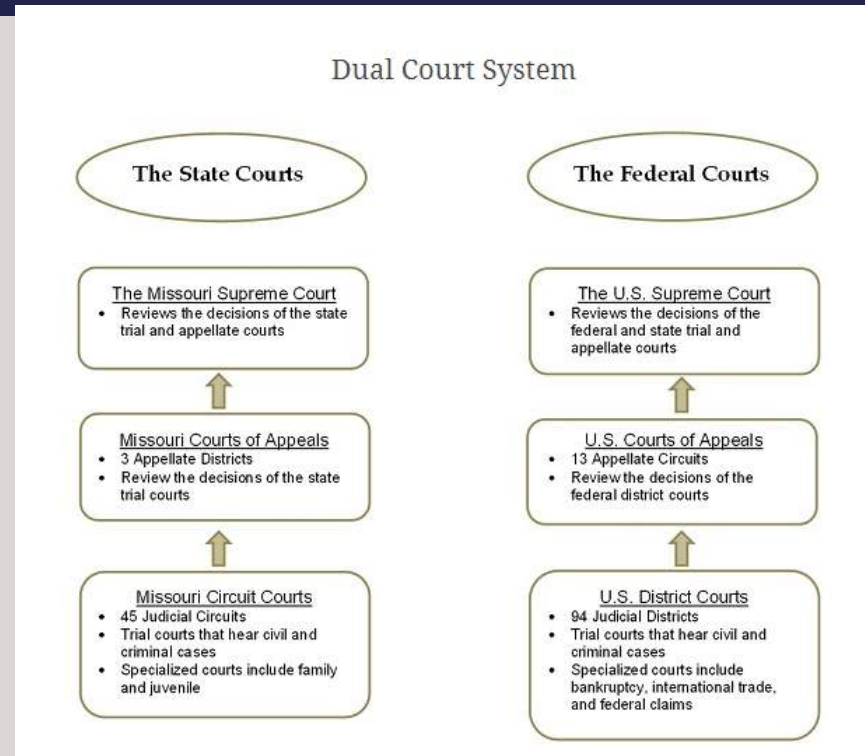 Dual Court System
The State Courts
The Missouri Supreme Court
• Reviews the decisions of the state
trial and appellate courts
Missouri Courts of Appeals
• 3 Appellate Districts
• Review the decisions of the state
trial courts
Missouri Circuit Courts
• 45 Judicial Circuits
• Trial courts that hear civil and
criminal cases
• Specialized courts include family
and juvenile
The Federal Courts
The U.S. Supreme Court
• Reviews the decisions of the
federal and state trial and
appellate courts
U.S. Courts of Appeals
• 13 Appellate Circuits
• Review the decisions of the
federal district courts
U.S. District Courts
• 94 Judicial Districts
• Trial courts that hear civil and
criminal cases
• Specialized courts include
bankruptcy, international trade,
and federal claims